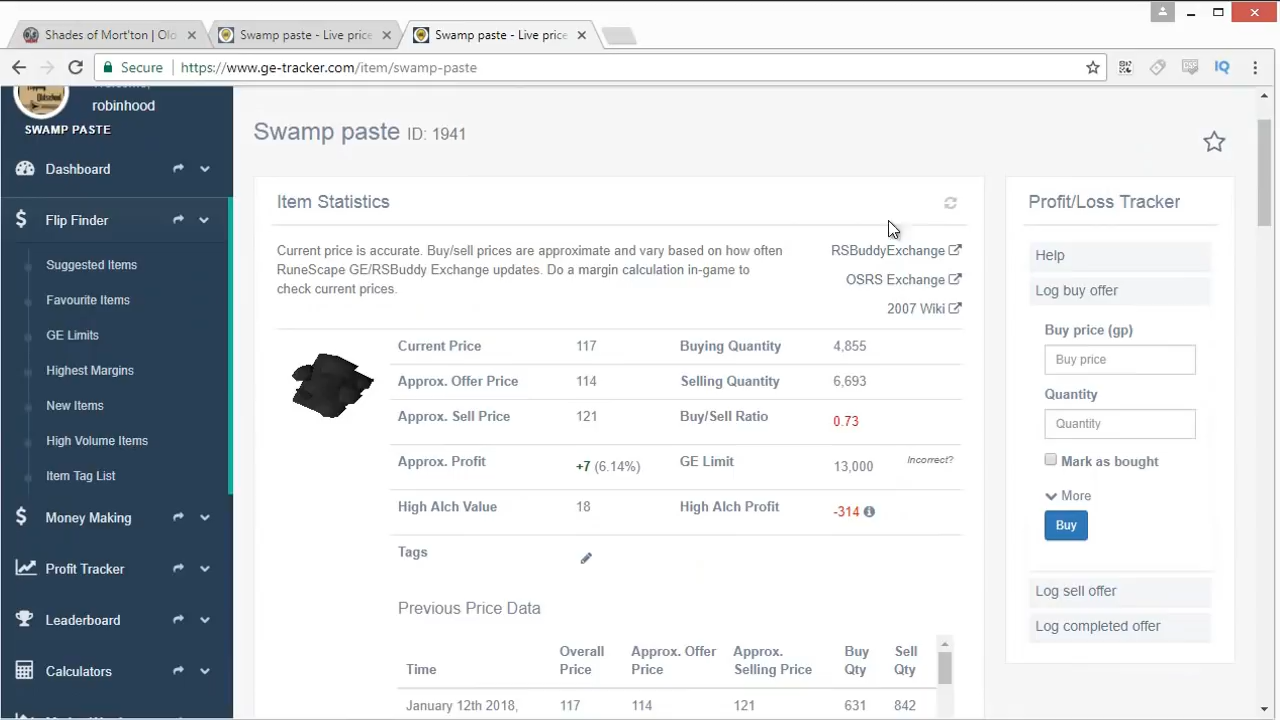 Shades of Mort'ton | Olo
Swamp paste - Live price
Swamp paste - Live price
Secure
https://www.ge-tracker.com/item/swamp-paste
IQ
robinhood
SWAMP PASTE
Dashboard
Flip Finder
Suggested Items
Favourite Items
GE Limits
Highest Margins
New Items
High Volume Items
Item Tag List
Money Making
Profit Tracker
Leaderboard
Calculators
Swamp paste ID: 1941
Item Statistics
Current price is accurate. Buy/sell prices are approximate and vary based on how often
RuneScape GE/RSBuddy Exchange updates. Do a margin calculation in-game to
check current prices.
RSBuddyExchange
OSRS Exchange
2007 Wiki
Current Price 117 Buying Quantity 4,855
Approx. Offer Price 114 Selling Quantity 6,693
Approx. Sell Price 121 Buy/Sell Ratio 0.73
Approx. Profit +7 (6.14%) GE Limit 13,000 Incorrect?
High Alch Value 18 High Alch Profit -314
Tags
Previous Price Data
Time Overall Price Approx. Offer Price Approx. Selling Price Buy Qty Sell Qty
January 12th 2018, 117 114 121 631 842
Profit/Loss Tracker
Help
Log buy offer
Buy price (gp)
Buy price
Quantity
Quantity
Mark as bought
More
Buy
Log sell offer
Log completed offer